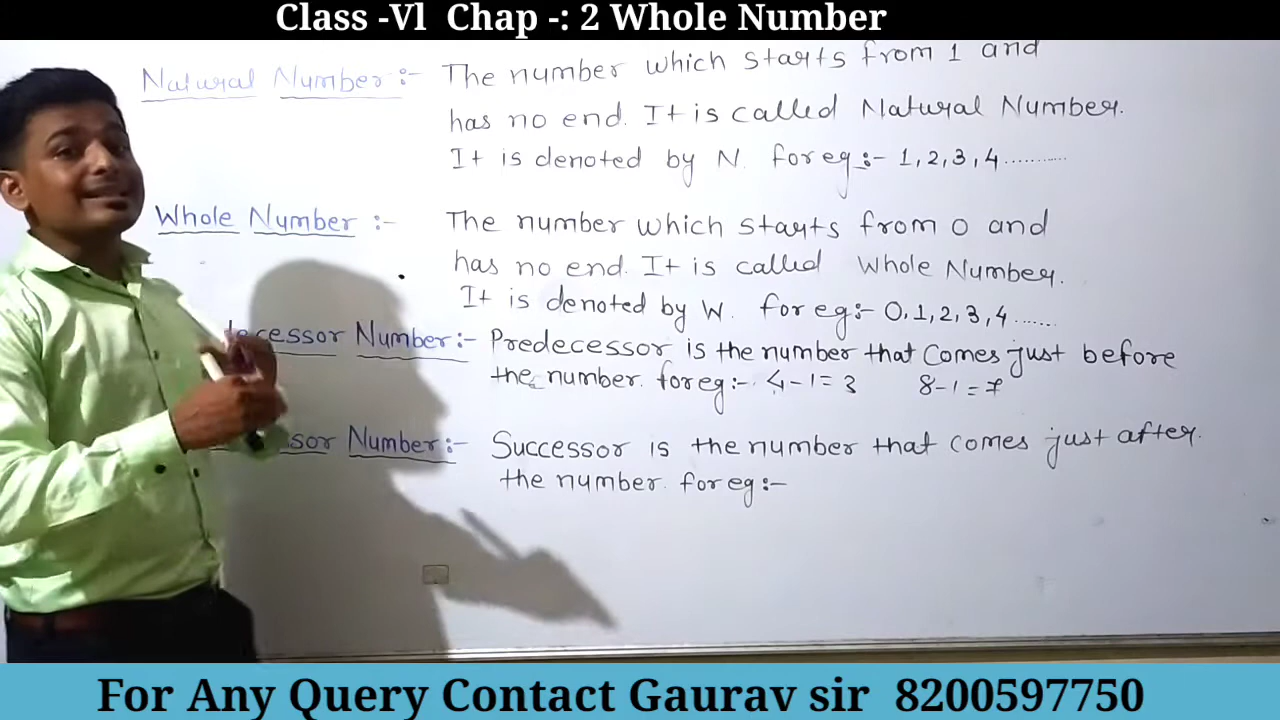 Class -Vl Chap -: 2 Whole Number
Natural Number :- The number which starts from 1 and
has no end. It is called Natural Number.
It is denoted by N. for eg :- 1, 2, 3, 4 ..........
Whole Number :- The number which starts from 0 and
has no end. It is called Whole Number.
It is denoted by W. for eg:- 0, 1, 2, 3, 4 .......
decessor Number :- Predecessor is the number that comes just before
the number. for eg:- 4 - 1 = 3 8 - 1 = 7
ssor Number :- Successor is the number that comes just after.
the number. for eg :-
For Any Query Contact Gaurav sir 8200597750